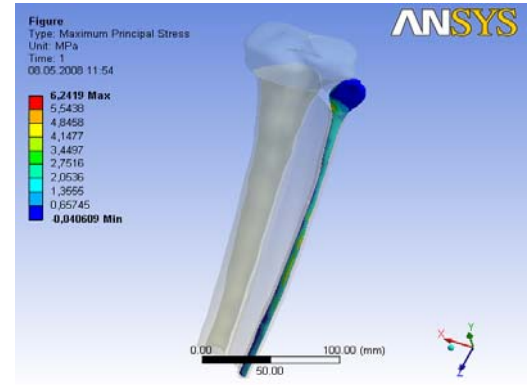 Figure
Type: Maximum Principal Stress
Unit: MPa
Time: 1
08.05.2008 11:54
ANSYS
6,2419 Max
5,5438
4,8458
4,1477
3,4497
2,7516
2,0536
1,3555
0,65745
-0,040609 Min
0.00
100.00 (mm)
50.00
X
Y
Z